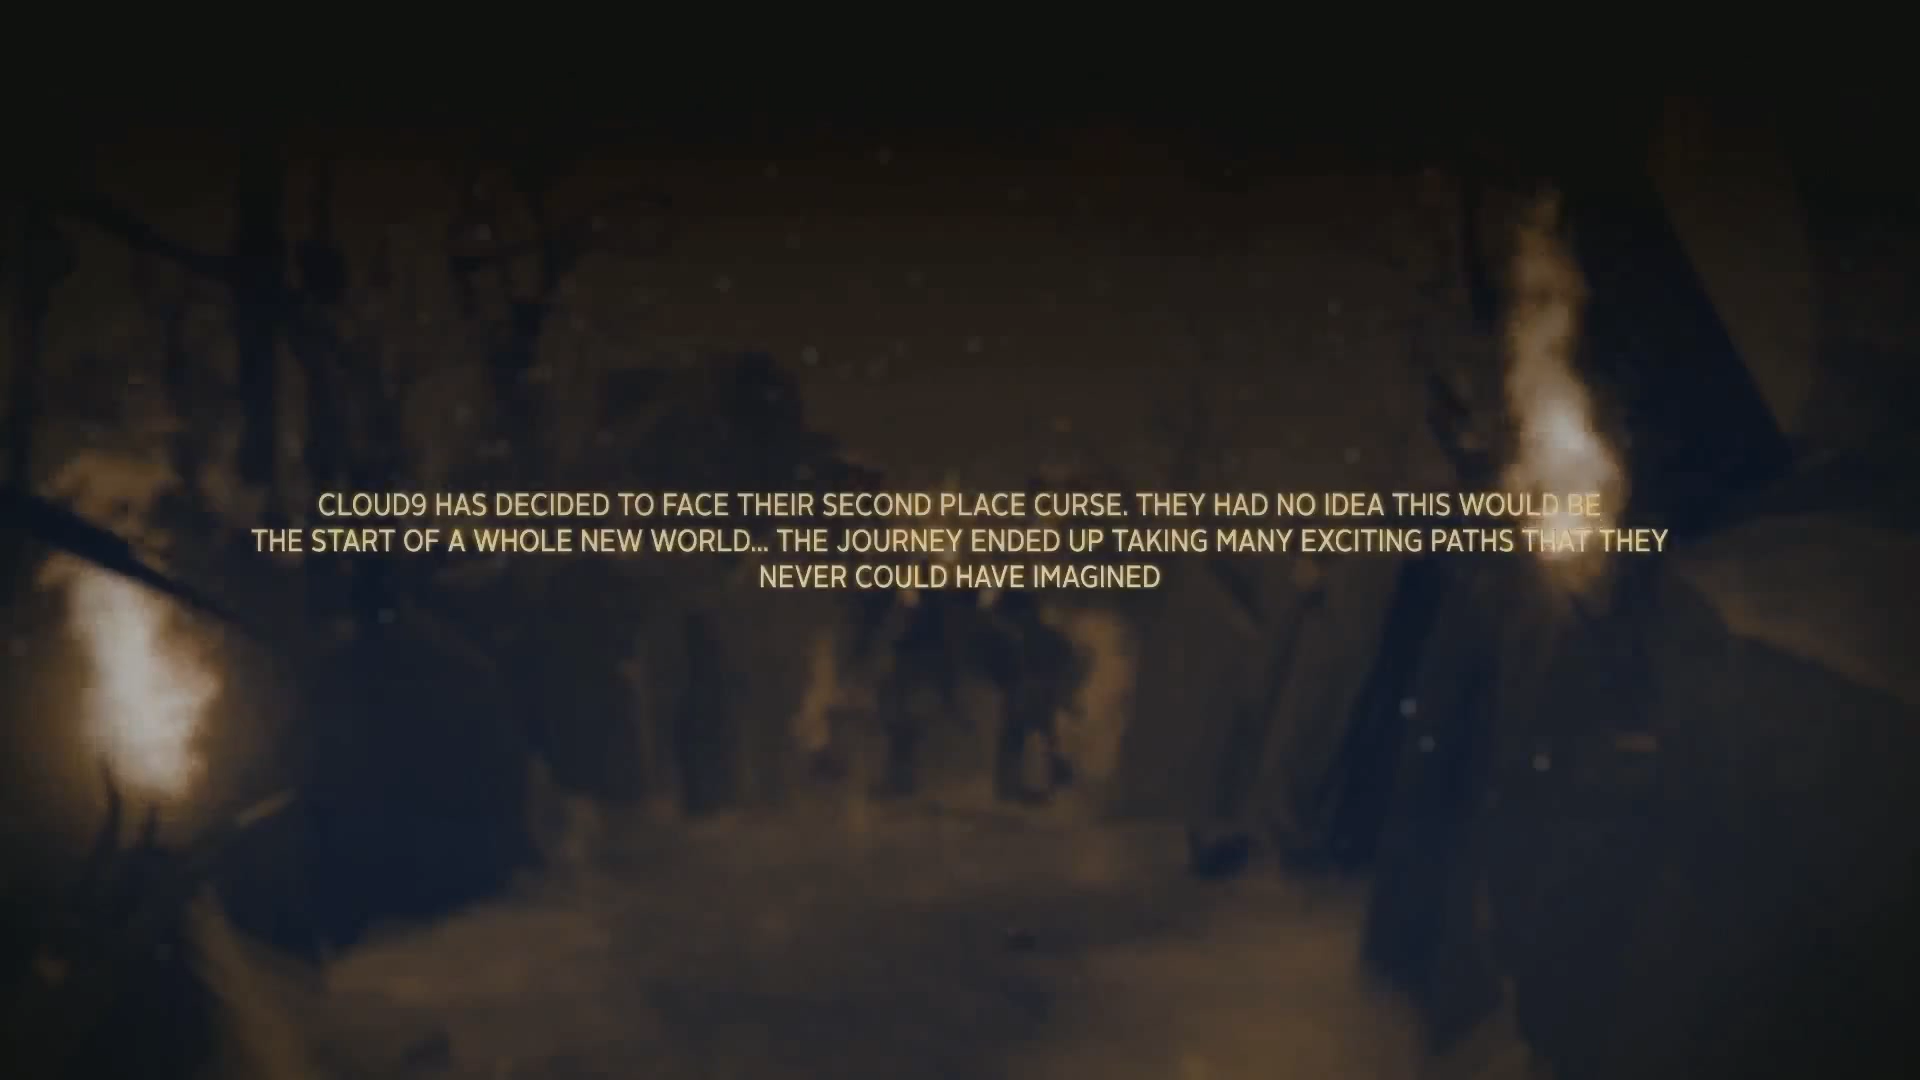 CLOUD9 HAS DECIDED TO FACE THEIR SECOND PLACE CURSE. THEY HAD NO IDEA THIS WOULD BE
THE START OF A WHOLE NEW WORLD... THE JOURNEY ENDED UP TAKING MANY EXCITING PATHS THAT THEY
NEVER COULD HAVE IMAGINED